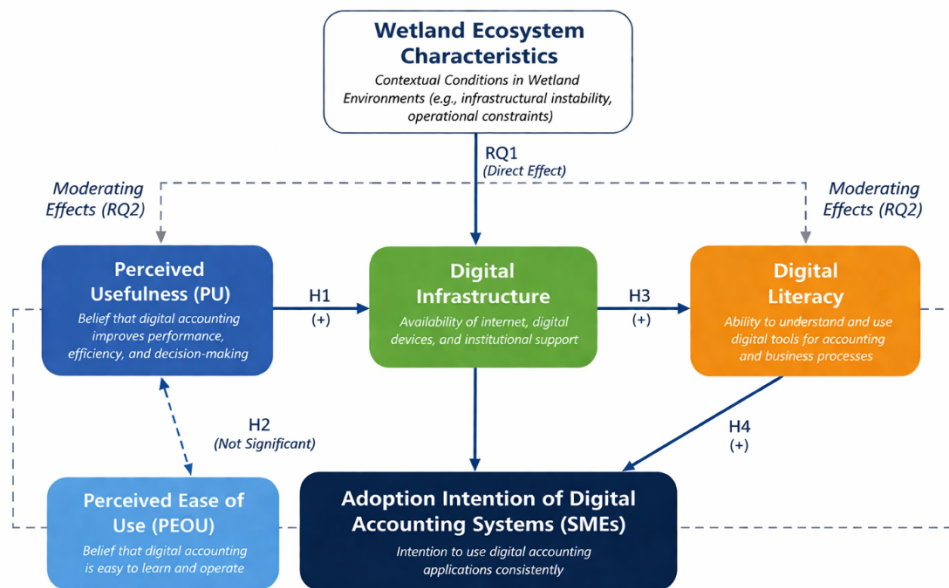 Wetland Ecosystem
Characteristics
Contextual Conditions in Wetland
Environments (e.g., infrastructural instability,
operational constraints)
RQ1
(Direct Effect)
Moderating
Effects (RQ2)
Moderating
Effects (RQ2)
Perceived
Usefulness (PU)
Belief that digital accounting
improves performance,
efficiency, and decision-making
H1
(+)
Digital
Infrastructure
Availability of internet, digital
devices, and institutional support
H3
(+)
Digital
Literacy
Ability to understand and use
digital tools for accounting
and business processes
H2
(Not Significant)
H4
(+)
Perceived Ease of
Use (PEOU)
Belief that digital accounting
is easy to learn and operate
Adoption Intention of Digital
Accounting Systems (SMEs)
Intention to use digital accounting
applications consistently